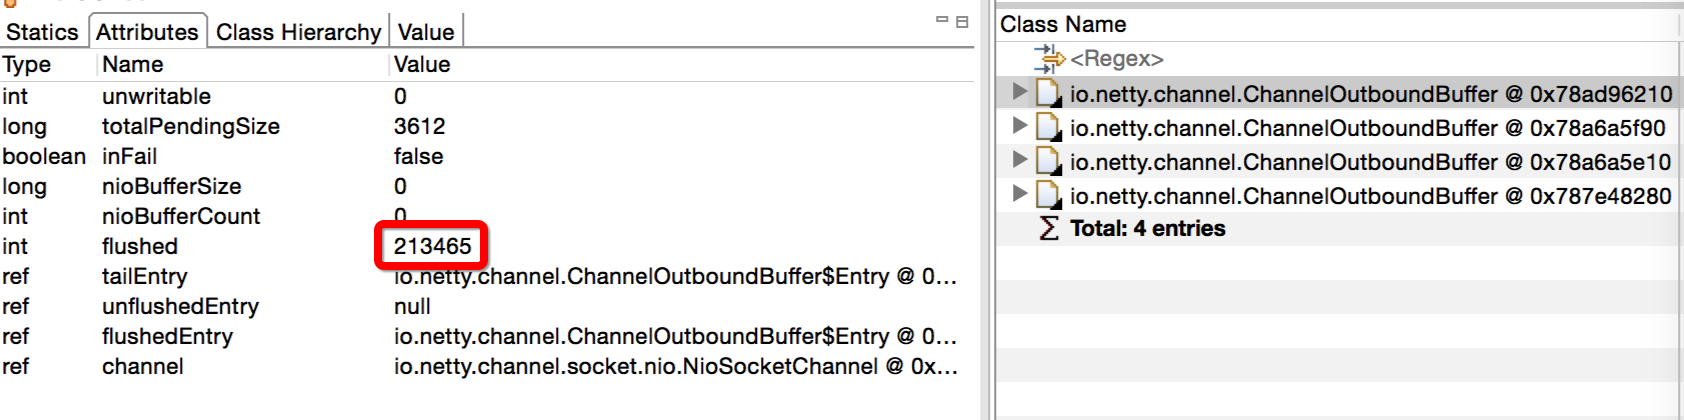 Statics Attributes Class Hierarchy Value
Type Name Value
int unwritable 0
long totalPendingSize 3612
boolean inFail false
long nioBufferSize 0
int nioBufferCount 0
int flushed 213465
ref tailEntry io.netty.channel.ChannelOutboundBuffer$Entry @ 0...
ref unflushedEntry null
ref flushedEntry io.netty.channel.ChannelOutboundBuffer$Entry @ 0...
ref channel io.netty.channel.socket.nio.NioSocketChannel @ 0x...
Class Name
<Regex>
io.netty.channel.ChannelOutboundBuffer @ 0x78ad96210
io.netty.channel.ChannelOutboundBuffer @ 0x78a6a5f90
io.netty.channel.ChannelOutboundBuffer @ 0x78a6a5e10
io.netty.channel.ChannelOutboundBuffer @ 0x787e48280
Σ Total: 4 entries